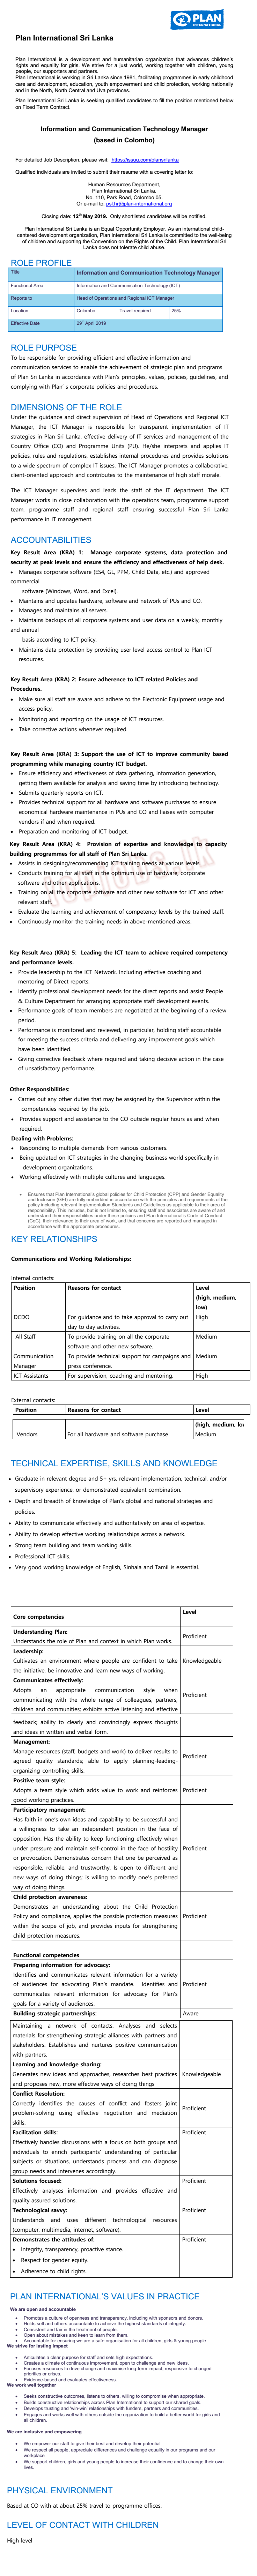 PLAN
INTERNATIONAL
Plan International Sri Lanka
Plan International is a development and humanitarian organization that advances children's
rights and equality for girls. We strive for a just world, working together with children, young
people, our supporters and partners.
Plan International is working in Sri Lanka since 1981, facilitating programmes in early childhood
care and development, education, youth empowerment and child protection, working nationally
and in the North, North Central and Uva provinces.
Plan International Sri Lanka is seeking qualified candidates to fill the position mentioned below
on Fixed Term Contract.
Information and Communication Technology Manager
(based in Colombo)
For detailed Job Description, please visit: https://issuu.com/plansrilanka
Qualified individuals are invited to submit their resume with a covering letter to:
Human Resources Department,
Plan International Sri Lanka,
No. 110, Park Road, Colombo 05.
Or e-mail to: psl.hr@plan-international.org
Closing date: 12th May 2019. Only shortlisted candidates will be notified.
Plan International Sri Lanka is an Equal Opportunity Employer. As an international child-
centered development organization, Plan International Sri Lanka is committed to the well-being
of children and supporting the Convention on the Rights of the Child. Plan International Sri
Lanka does not tolerate child abuse.
ROLE PROFILE
Title Information and Communication Technology Manager
Functional Area Information and Communication Technology (ICT)
Reports to Head of Operations and Regional ICT Manager
Location Colombo Travel required 25%
Effective Date 29th April 2019
ROLE PURPOSE
To be responsible for providing efficient and effective information and
communication services to enable the achievement of strategic plan and programs
of Plan Sri Lanka in accordance with Plan's principles, values, policies, guidelines, and
complying with Plan' s corporate policies and procedures.
DIMENSIONS OF THE ROLE
Under the guidance and direct supervision of Head of Operations and Regional ICT
Manager, the ICT Manager is responsible for transparent implementation of IT
strategies in Plan Sri Lanka, effective delivery of IT services and management of the
Country Office (CO) and Programme Units (PU). He/she interprets and applies IT
policies, rules and regulations, establishes internal procedures and provides solutions
to a wide spectrum of complex IT issues. The ICT Manager promotes a collaborative,
client-oriented approach and contributes to the maintenance of high staff morale.
The ICT Manager supervises and leads the staff of the IT department. The ICT
Manager works in close collaboration with the operations team, programme support
team, programme staff and regional staff ensuring successful Plan Sri Lanka
performance in IT management.
ACCOUNTABILITIES
Key Result Area (KRA) 1: Manage corporate systems, data protection and
security at peak levels and ensure the efficiency and effectiveness of help desk.
• Manages corporate software (ES4, GL, PPM, Child Data, etc.) and approved
commercial
software (Windows, Word, and Excel).
• Maintains and updates hardware, software and network of PUs and CO.
• Manages and maintains all servers.
• Maintains backups of all corporate systems and user data on a weekly, monthly
and annual
basis according to ICT policy.
• Maintains data protection by providing user level access control to Plan ICT
resources.
Key Result Area (KRA) 2: Ensure adherence to ICT related Policies and
Procedures.
• Make sure all staff are aware and adhere to the Electronic Equipment usage and
access policy.
• Monitoring and reporting on the usage of ICT resources.
• Take corrective actions whenever required.
Key Result Area (KRA) 3: Support the use of ICT to improve community based
programming while managing country ICT budget.
• Ensure efficiency and effectiveness of data gathering, information generation,
getting them available for analysis and usage by introducing technology.
• Submits quarterly reports on ICT.
• Provides technical support for all hardware and software purchases to ensure
economical hardware maintenance in PUs and CO and liaises with outside
vendors if and when required.
• Preparation and monitoring of ICT budget.
Key Result Area (KRA) 4: Provision of expertise and knowledge to capacity
building programmes for all staff of Plan Sri Lanka.
• Assists in designing/recommending ICT training needs at various levels.
• Conducts training of all staff in the optimum use of hardware, corporate
software and other applications.
• Training on all the corporate software and other new software for ICT and other
relevant staff.
• Evaluate the learning and achievement of competency levels by the trained staff.
• Continuously monitor the training needs in above mentioned areas.
Key Result Area (KRA) 5: Leading the ICT team to achieve required competency
and performance levels.
• Provide leadership to the ICT Network, including effective coaching and
mentoring of Direct reports.
• Identify professional development needs for the direct reports and assist People
& Culture Department arranging appropriate staff development events.
• Performance goals of team members are negotiated at the beginning of a review
period.
• Performance is monitored and reviewed, in particular, holding staff accountable
for meeting the success criteria and delivering any improvement goals which
have been identified.
• Giving corrective feedback where required and taking decisive action in the case
of unsatisfactory performance.
Other Responsibilities:
• Carries out any other duties that may be assigned by the Supervisor within the
competencies required by the job.
• Provides support and assistance to the CO outside regular hours as and when
required.
Dealing with Problems:
• Responding to multiple demands from various customers.
• Being updated on ICT strategies in the changing business world specifically in
development organizations.
• Working effectively with multiple cultures and languages.
• Ensures that Plan International's global policies for Child Protection (CPP) and Gender Equality
and Inclusion (GEI) are fully embedded in accordance with the principles and requirements of the
policy including relevant Implementation Standards and Guidelines as applicable to their area of
responsibility. This includes, but is not limited to, ensuring staff and associates are aware of and
understand their responsibilities under these policies and Plan International's Code of Conduct
(CoC), their relevance to their area of work, and that concerns are reported and managed in
accordance with the appropriate procedures.
KEY RELATIONSHIPS
Communications and Working Relationships:
Internal contacts:
Position Reasons for contact Level
(high, medium,
low)
DCDO For guidance and to take approval to carry out High
day to day activities.
All Staff To provide training on all the corporate Medium
software and other new software.
Communication To provide technical support for campaigns and Medium
Manager press conference.
ICT Assistants For supervision, coaching and mentoring. High
External contacts:
Position Reasons for contact Level
(high, medium, low
Vendors For all hardware and software purchase Medium
TECHNICAL EXPERTISE, SKILLS AND KNOWLEDGE
• Graduate in relevant degree and 5+ yrs. relevant implementation, technical, and/or
supervisory experience, or demonstrated equivalent combination.
• Depth and breadth of knowledge of Plan's global and national strategies and
policies.
• Ability to communicate effectively and authoritatively on area of expertise.
• Ability to develop effective working relationships across a network.
• Strong team building and team working skills.
• Professional ICT skills.
• Very good working knowledge of English, Sinhala and Tamil is essential.
Core competencies Level
Understanding Plan:
Understands the role of Plan and context in which Plan works. Proficient
Leadership:
Cultivates an environment where people are confident to take Knowledgeable
the initiative, be innovative and learn new ways of working.
Communicates effectively:
Adopts an appropriate communication style when
communicating with the whole range of colleagues, partners, Proficient
children and communities; exhibits active listening and effective
feedback; ability to clearly and convincingly express thoughts
and ideas in written and verbal form.
Management:
Manage resources (staff, budgets and work) to deliver results to
agreed quality standards; able to apply planning-leading- Proficient
organizing-controlling skills.
Positive team style:
Adopts a team style which adds value to work and reinforces Proficient
good working practices.
Participatory management:
Has faith in one's own ideas and capability to be successful and
a willingness to take an independent position in the face of
opposition. Has the ability to keep functioning effectively when
under pressure and maintain self-control in the face of hostility Proficient
or provocation. Demonstrates concern that one be perceived as
responsible, reliable, and trustworthy. Is open to different and
new ways of doing things; is willing to modify one's preferred
way of doing things.
Child protection awareness:
Demonstrates an understanding about the Child Protection
Policy and compliance, applies the possible protection measures Proficient
within the scope of job, and provides inputs for strengthening
child protection measures.
Functional competencies
Preparing information for advocacy:
Identifies and communicates relevant information for a variety
of audiences for advocating Plan's mandate. Identifies and Proficient
communicates relevant information for advocacy for Plan's
goals for a variety of audiences.
Building strategic partnerships: Aware
Maintaining a network of contacts. Analyses and selects
materials for strengthening strategic alliances with partners and
stakeholders. Establishes and nurtures positive communication
with partners.
Learning and knowledge sharing:
Generates new ideas and approaches, researches best practices Knowledgeable
and proposes new, more effective ways of doing things
Conflict Resolution:
Correctly identifies the causes of conflict and fosters joint
problem-solving using effective negotiation and mediation Proficient
skills.
Facilitation skills: Proficient
Effectively handles discussions with a focus on both groups and
individuals to enrich participants' understanding of particular
subjects or situations, understands process and can diagnose
group needs and intervenes accordingly.
Solutions focused: Proficient
Effectively analyses information and provides effective and
quality assured solutions.
Technological savvy: Proficient
Understands and uses different technological resources
(computer, multimedia, internet, software).
Demonstrates the attitudes of: Proficient
• Integrity, transparency, proactive stance.
• Respect for gender equity.
• Adherence to child rights.
PLAN INTERNATIONAL'S VALUES IN PRACTICE
We are open and accountable
• Promotes a culture of openness and transparency, including with sponsors and donors.
• Holds self and others accountable to achieve the highest standards of integrity.
• Consistent and fair in the treatment of people.
• Open about mistakes and keen to learn from them.
• Accountable for ensuring we are a safe organisation for all children, girls & young people
We strive for lasting impact
• Articulates a clear purpose for staff and sets high expectations.
• Creates a climate of continuous improvement, open to challenge and new ideas.
• Focuses resources to drive change and maximise long-term impact, responsive to changed
priorities or crises.
• Evidence-based and evaluates effectiveness.
We work well together
• Seeks constructive outcomes, listens to others, willing to compromise when appropriate.
• Builds constructive relationships across Plan International to support our shared goals.
• Develops trusting and 'win-win' relationships with funders, partners and communities.
• Engages and works well with others outside the organization to build a better world for girls and
all children.
We are inclusive and empowering
• We empower our staff to give their best and develop their potential
• We respect all people, appreciate differences and challenge equality in our programs and our
workplace
• We support children, girls and young people to increase their confidence and to change their own
lives.
PHYSICAL ENVIRONMENT
Based at CO with at about 25% travel to programme offices.
LEVEL OF CONTACT WITH CHILDREN
High level